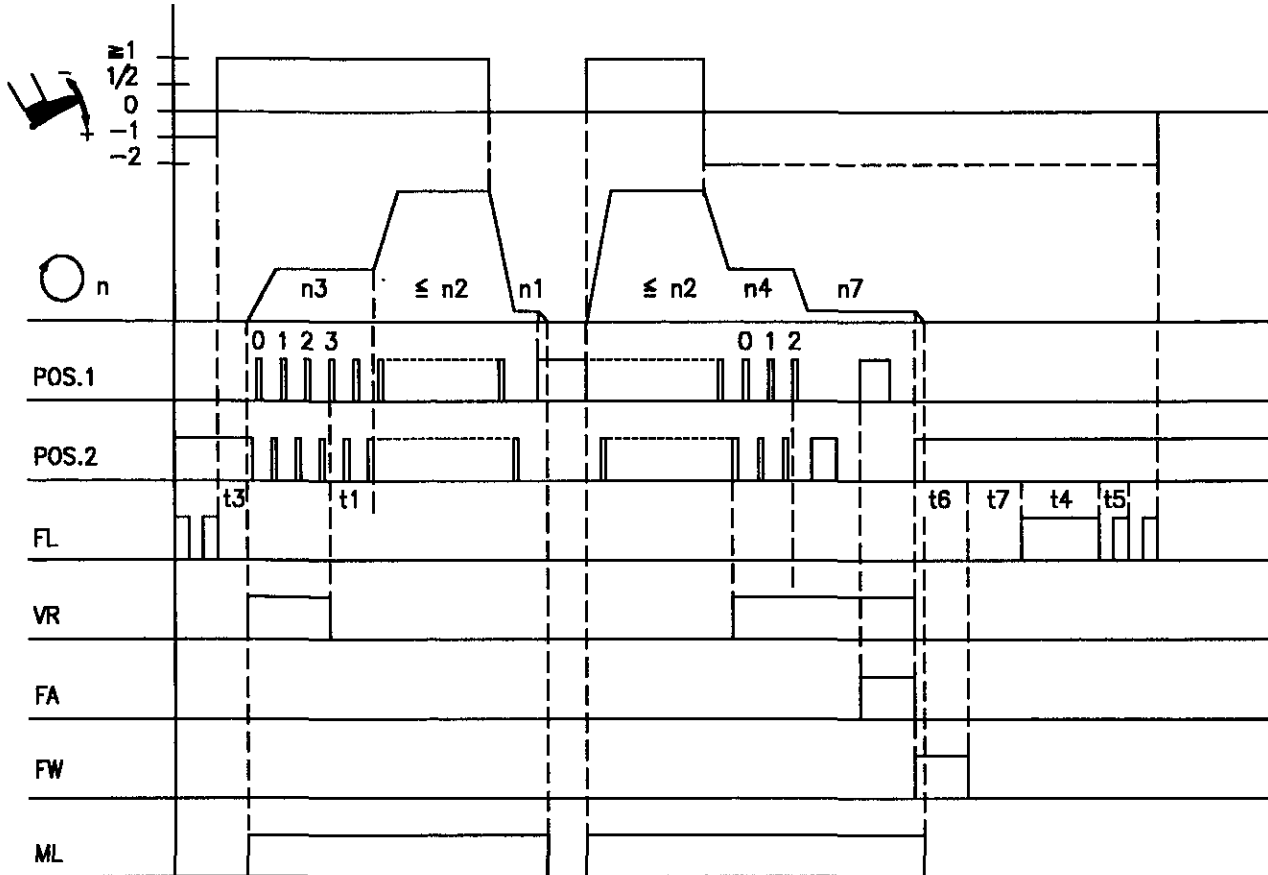 ≧1
1/2
0
-1
-2
−
+
n
n3
≦ n2
n1
≦ n2
n4
n7
POS.1
0 1 2 3
0 1 2
POS.2
t3
t1
t6
t7
t4
t5
FL
VR
FA
FW
ML